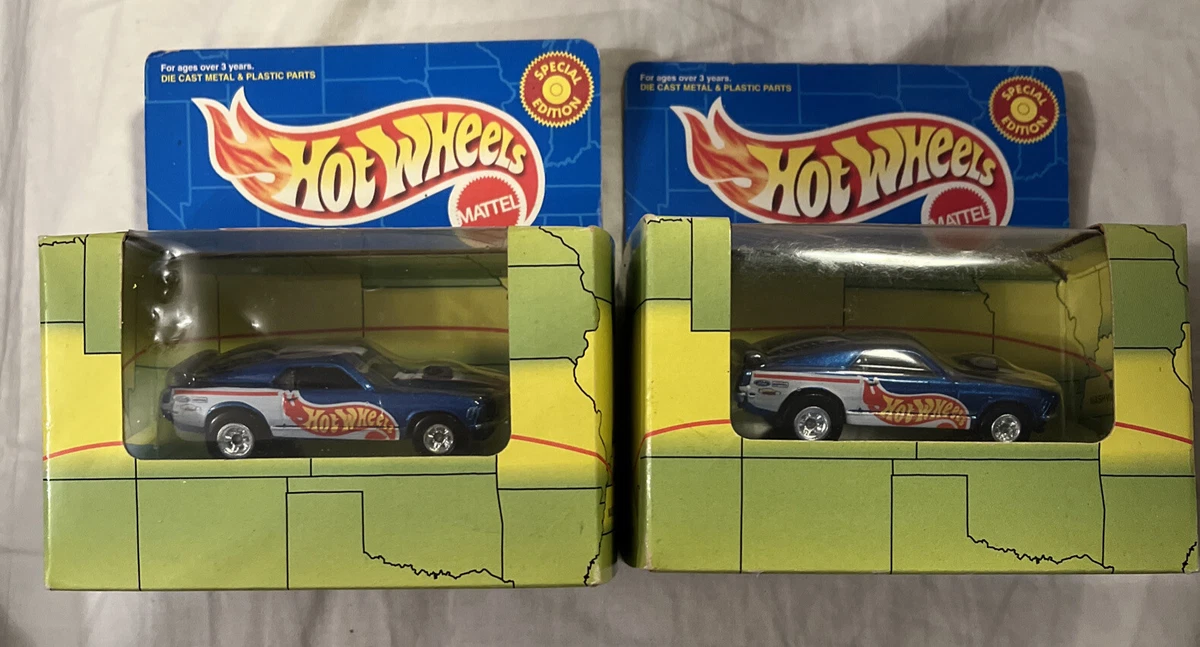 For ages over 3 years.
DIE CAST METAL & PLASTIC PARTS
SPECIAL
EDITION
HOT WHEELS
MATTEL
HOT WHEELS
For ages over 3 years.
DIE CAST METAL & PLASTIC PARTS
SPECIAL
EDITION
HOT WHEELS
MATTEL
HOT WHEELS